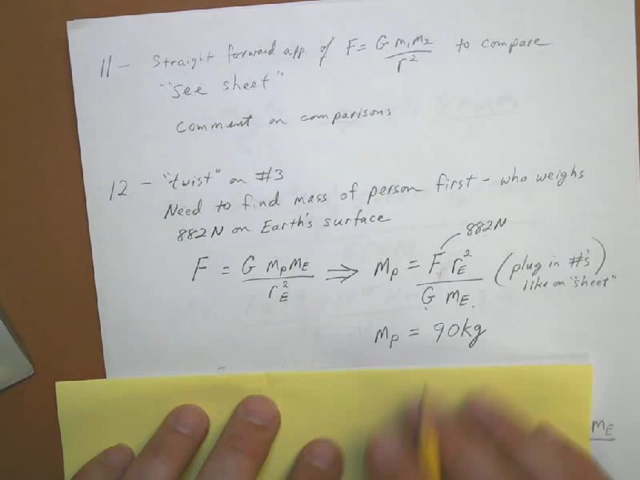 11 - Straight forward app of F = G m₁m₂ / r² to compare
"See sheet"
Comment on comparisons
12 - "twist" on #3
Need to find mass of person first - who weighs
882N on Earth's surface
882N
F = G mₚmE / rE² ⇒ mₚ = F rE² / G mE (plug in #'s like on "sheet")
mₚ = 90kg
mE